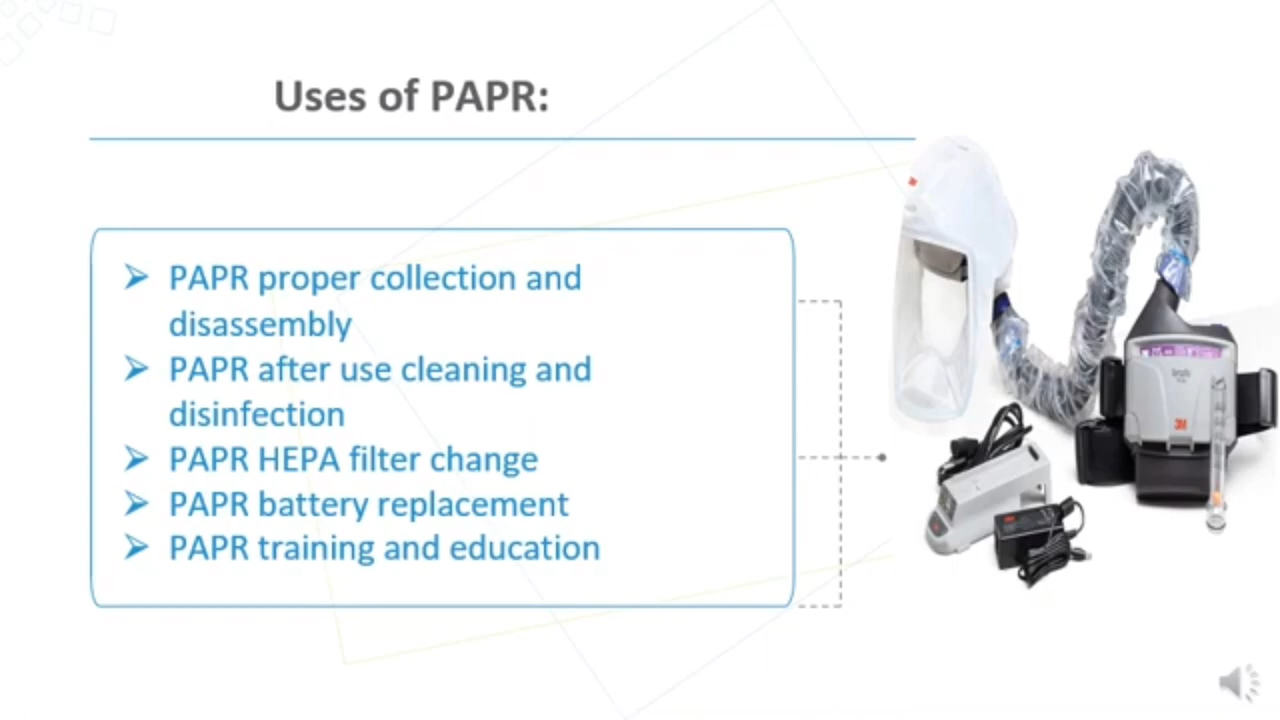 Uses of PAPR:
➢ PAPR proper collection and
disassembly
➢ PAPR after use cleaning and
disinfection
➢ PAPR HEPA filter change
➢ PAPR battery replacement
➢ PAPR training and education
3M